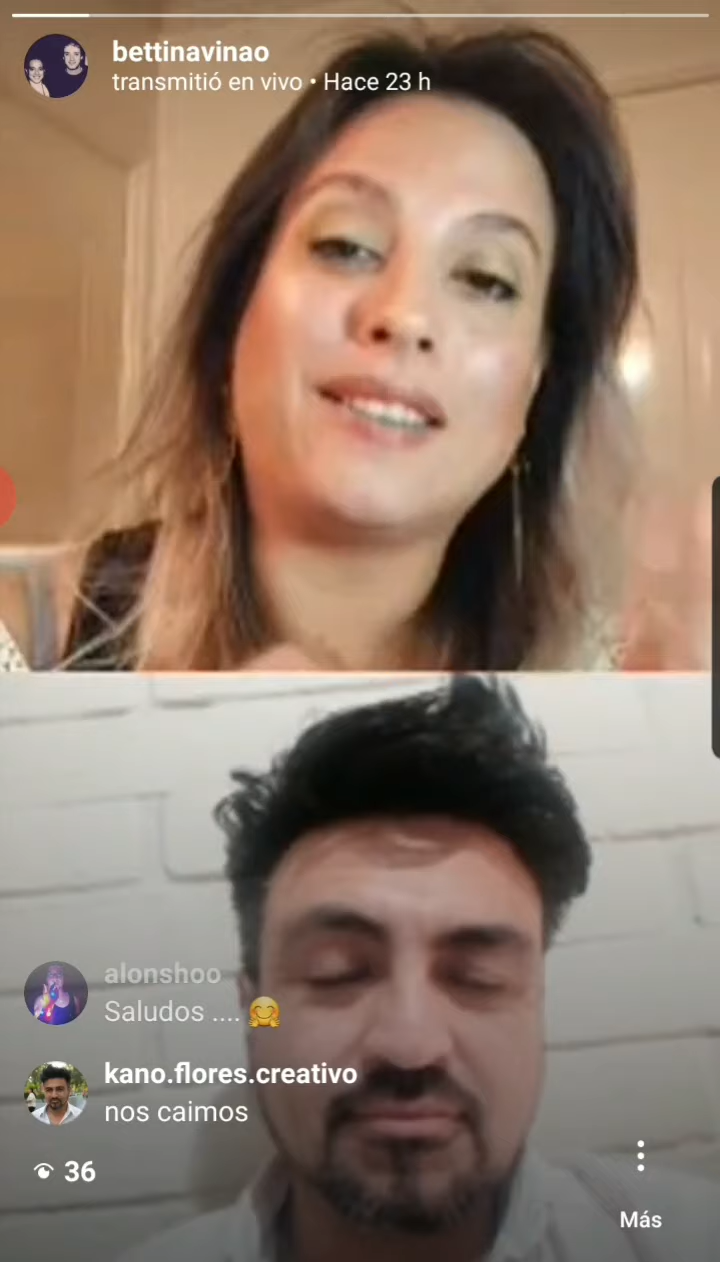 bettinavinao
transmitió en vivo • Hace 23 h
alonshoo
Saludos .... 🤗
kano.flores.creativo
nos caimos
36
Más